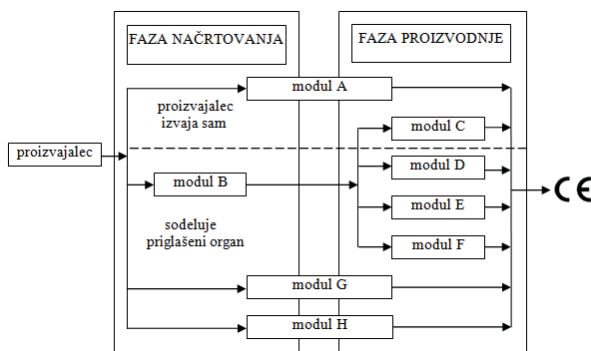 FAZA NAČRTOVANJA
FAZA PROIZVODNJE
modul A
proizvajalec
izvaja sam
modul C
proizvajalec
modul D
modul B
CE
modul E
sodeluje
priglašeni organ
modul F
modul G
modul H